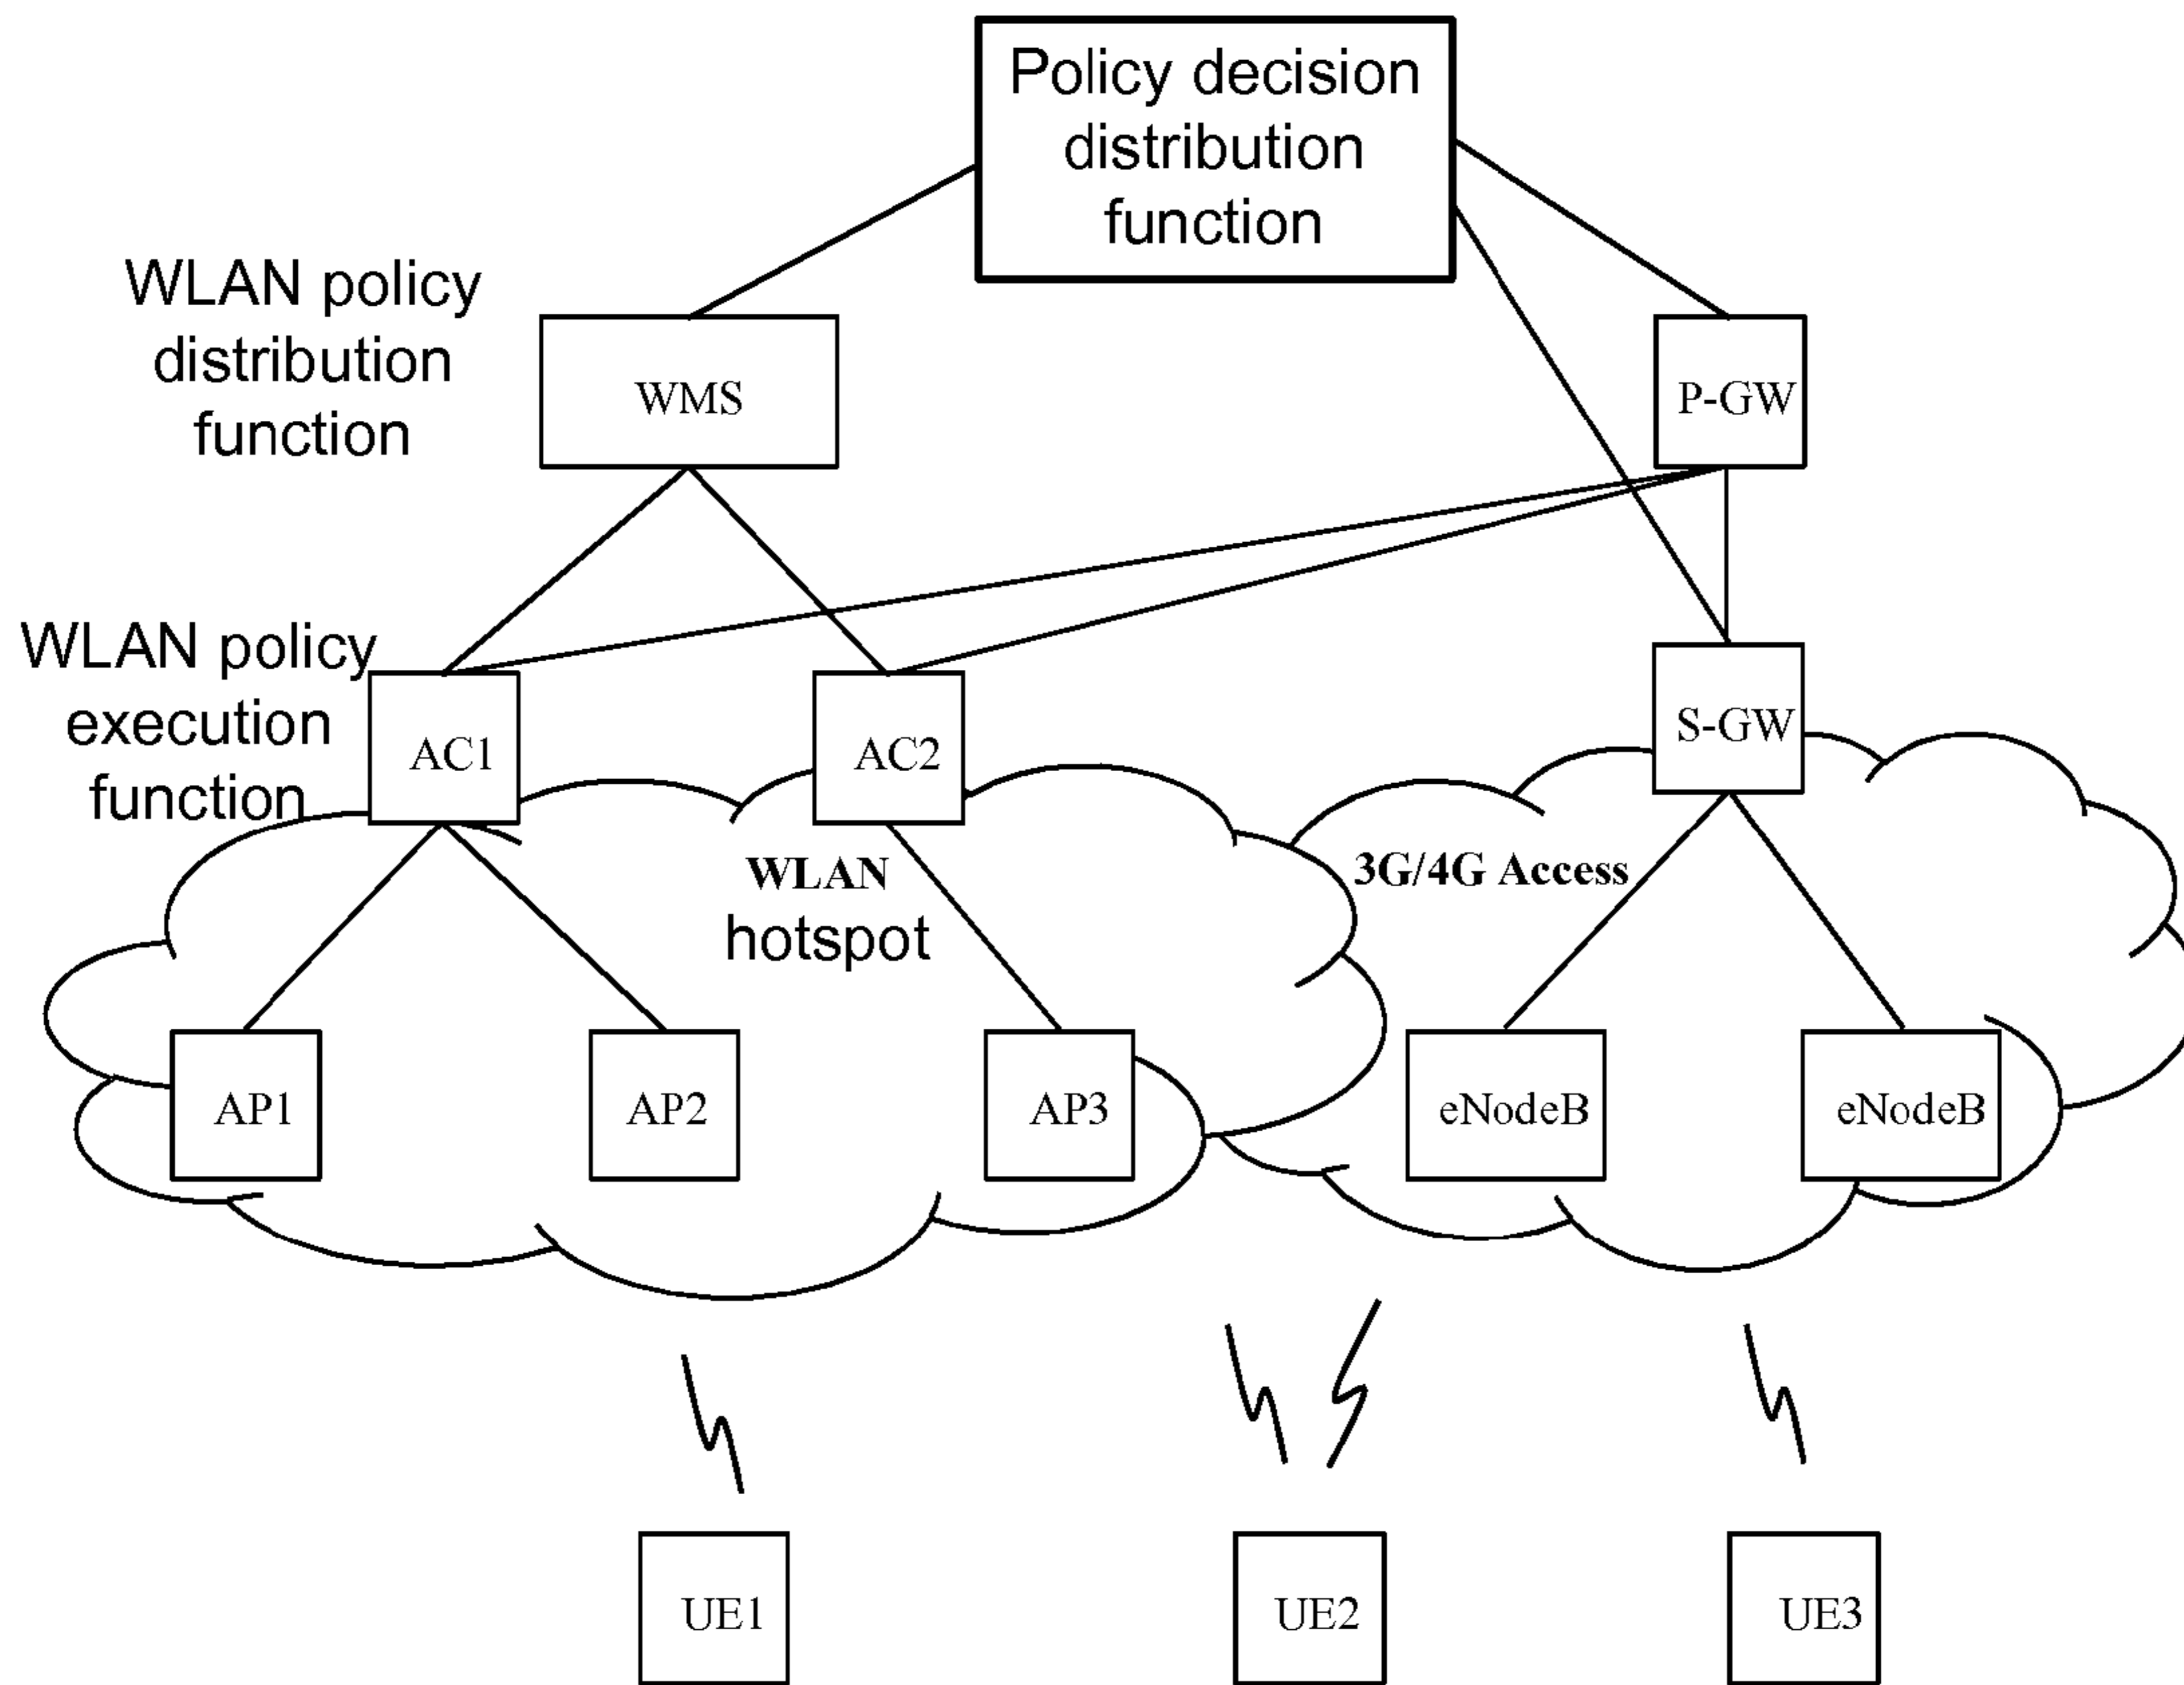 Policy decision
distribution
function
WLAN policy
distribution
function
WMS
P-GW
WLAN policy
execution
function
AC1
AC2
S-GW
WLAN
hotspot
3G/4G Access
AP1
AP2
AP3
eNodeB
eNodeB
UE1
UE2
UE3